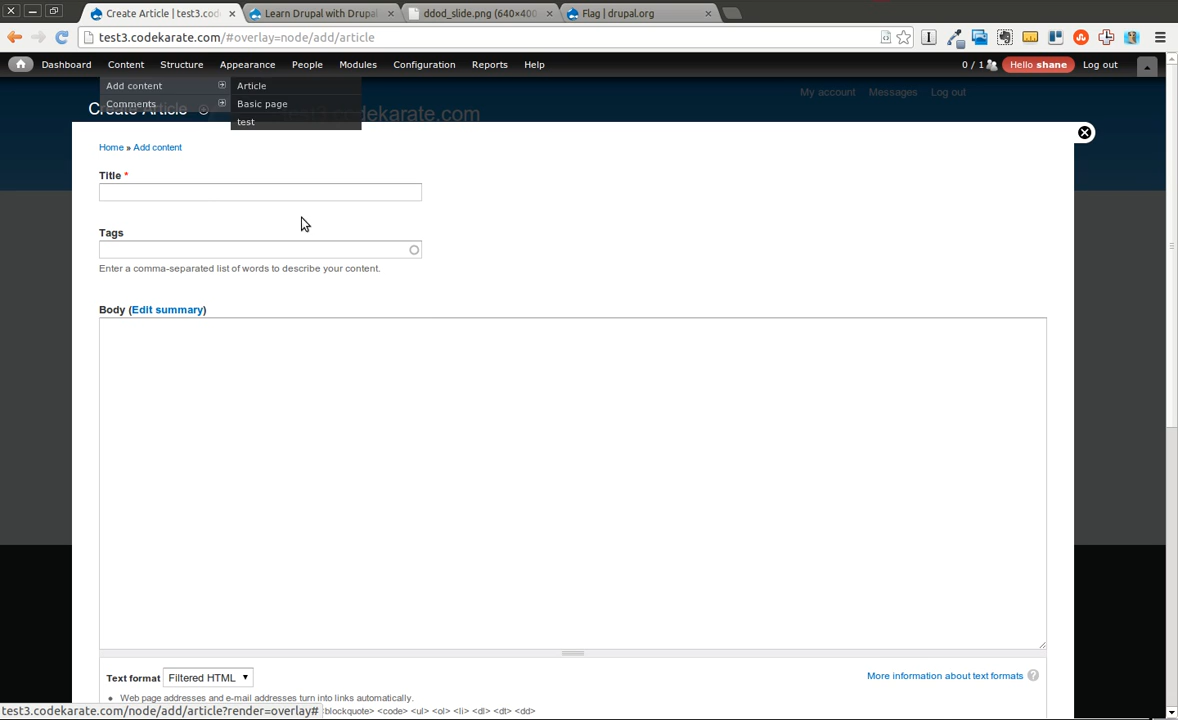 Create Article | test3.cod
Learn Drupal with Drupal
ddod_slide.png (640×400
Flag | drupal.org
test3.codekarate.com/#overlay=node/add/article
Dashboard Content Structure Appearance People Modules Configuration Reports Help 0 / 1 Hello shane Log out
Add content Article
My account Messages Log out
Comments Basic page
Create Article
test3.codekarate.com
test
Home » Add content
Title *
Tags
Enter a comma-separated list of words to describe your content.
Body (Edit summary)
Text format Filtered HTML More information about text formats ?
Web page addresses and e-mail addresses turn into links automatically.
test3.codekarate.com/node/add/article?render=overlay# <blockquote> <code> <ul> <ol> <li> <dl> <dt> <dd>